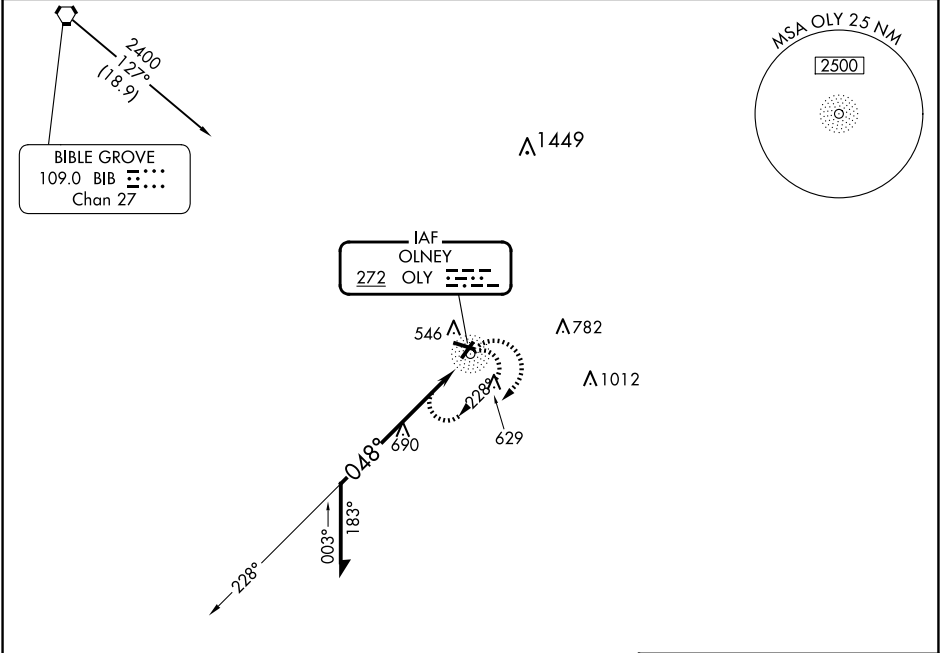 2400
127°
(18.9)
MSA OLY 25 NM
2500
BIBLE GROVE
109.0 BIB
Chan 27
1449
IAF
OLNEY
272 OLY
546
782
1012
228°
629
690
048°
003°
183°
228°